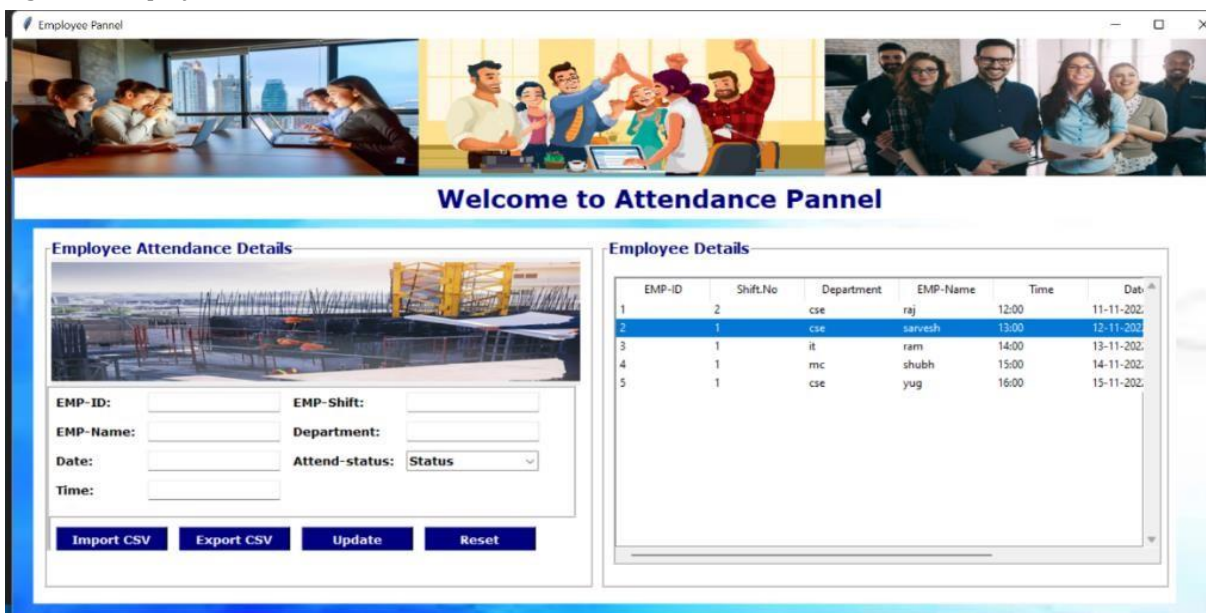 Employee Pannel
Welcome to Attendance Pannel
Employee Attendance Details
EMP-ID:
EMP-Shift:
EMP-Name:
Department:
Date:
Attend-status: Status
Time:
Import CSV Export CSV Update Reset
Employee Details
EMP-ID Shift.No Department EMP-Name Time
1 2 cse raj 12:00 11-11-202
2 1 cse sarvesh 13:00 12-11-202
3 1 it ram 14:00 13-11-202
4 1 mc shubh 15:00 14-11-202
5 1 cse yug 16:00 15-11-202